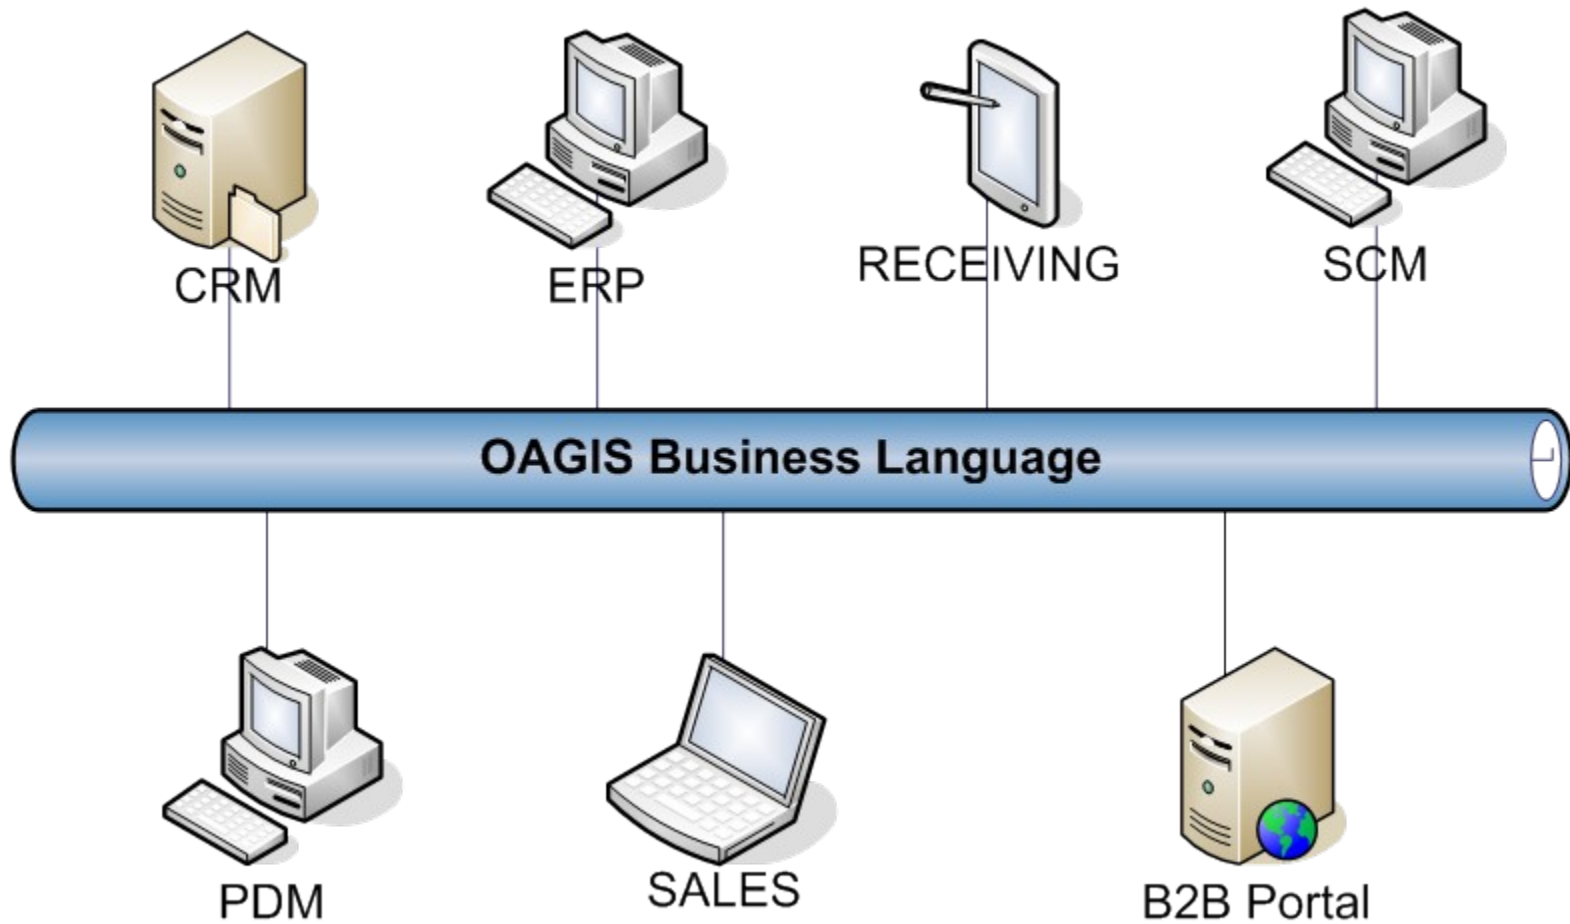 CRM
ERP
RECEIVING
SCM
OAGIS Business Language
PDM
SALES
B2B Portal